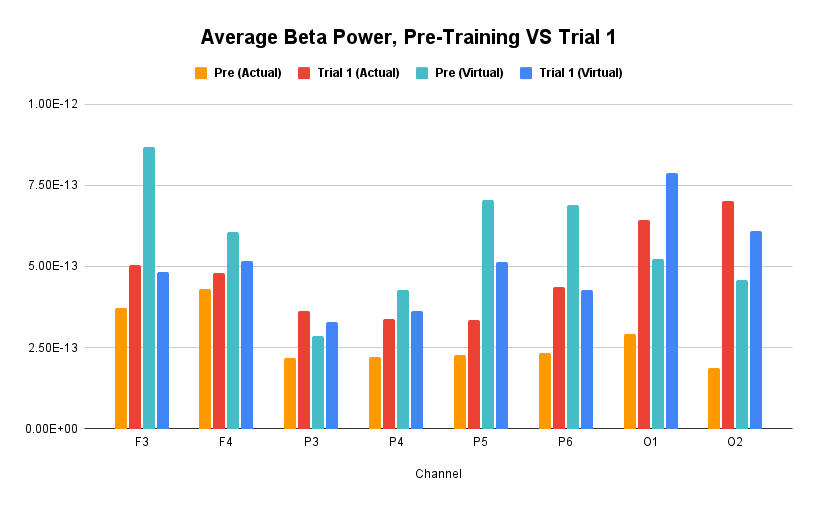 Average Beta Power, Pre-Training VS Trial 1
Pre (Actual) Trial 1 (Actual) Pre (Virtual) Trial 1 (Virtual)
1.00E-12
7.50E-13
5.00E-13
2.50E-13
0.00E+00
F3 F4 P3 P4 P5 P6 O1 O2
Channel